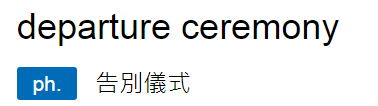 departure ceremony
ph. 告別儀式